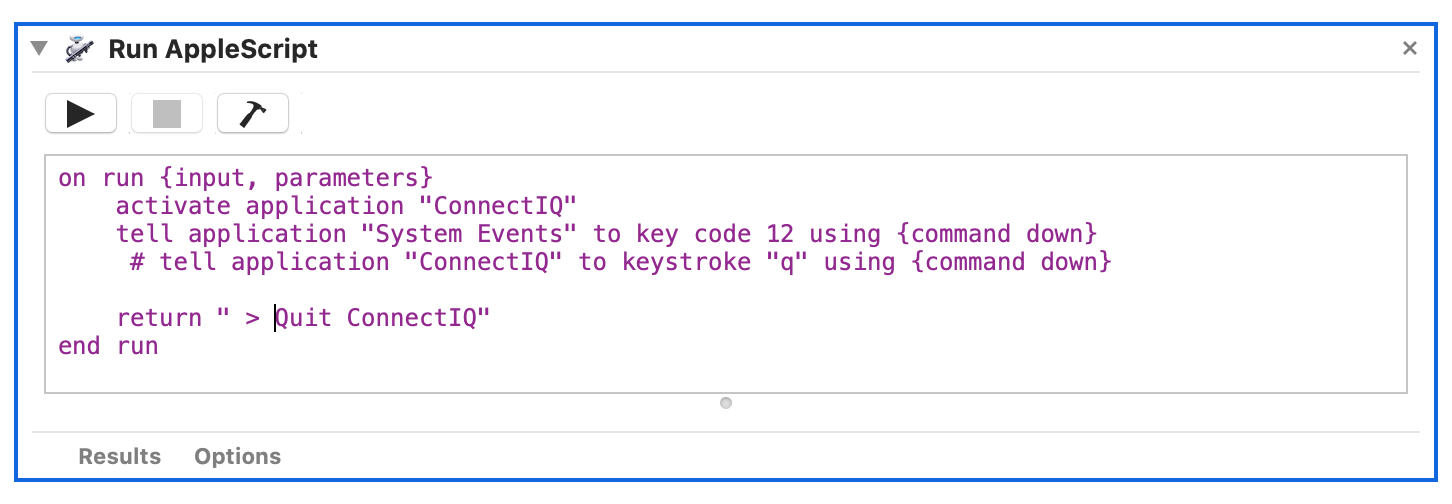 Run AppleScript
on run {input, parameters}
activate application "ConnectIQ"
tell application "System Events" to key code 12 using {command down}
# tell application "ConnectIQ" to keystroke "q" using {command down}
return " > Quit ConnectIQ"
end run
Results Options